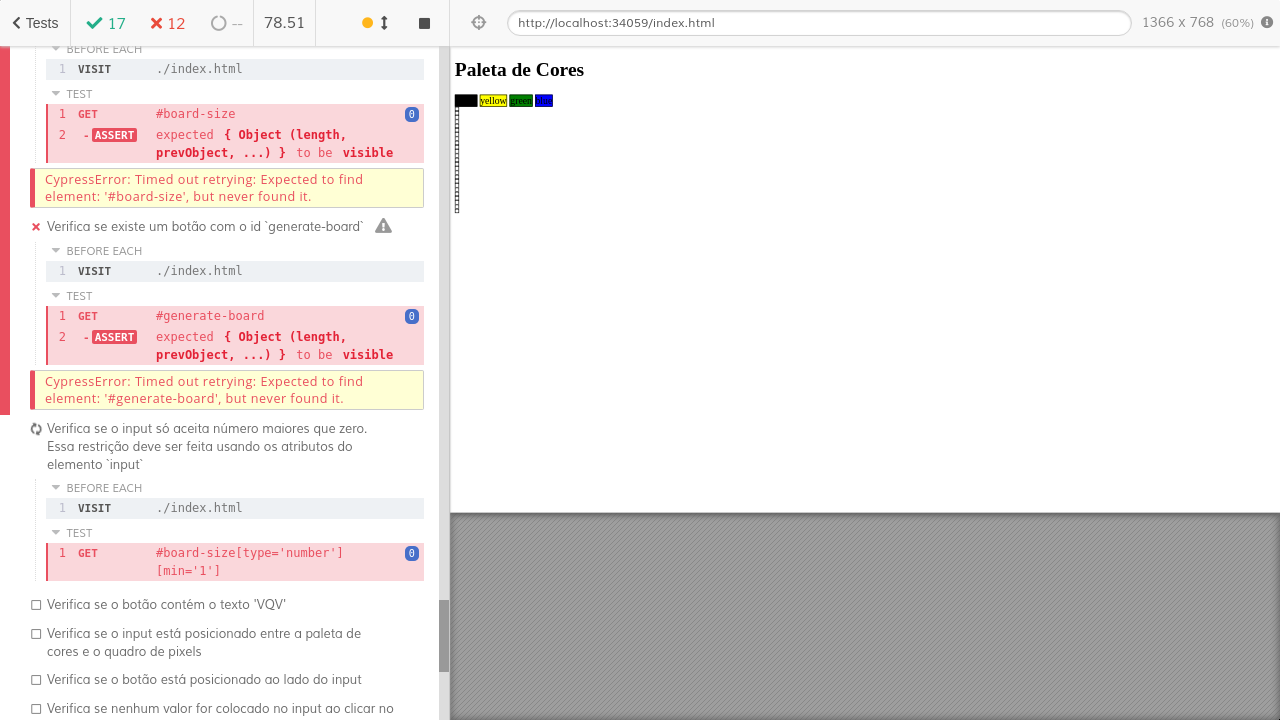 Tests
17
12
--
78.51
http://localhost:34059/index.html
1366 x 768 (60%)
BEFORE EACH
1 VISIT ./index.html
TEST
1 GET #board-size 0
2 - ASSERT expected { Object (length,
prevObject, ...) } to be visible
CypressError: Timed out retrying: Expected to find
element: '#board-size', but never found it.
Verifica se existe um botão com o id `generate-board`
BEFORE EACH
1 VISIT ./index.html
TEST
1 GET #generate-board 0
2 - ASSERT expected { Object (length,
prevObject, ...) } to be visible
CypressError: Timed out retrying: Expected to find
element: '#generate-board', but never found it.
Verifica se o input só aceita número maiores que zero.
Essa restrição deve ser feita usando os atributos do
elemento `input`
BEFORE EACH
1 VISIT ./index.html
TEST
1 GET #board-size[type='number'] 0
[min='1']
Verifica se o botão contém o texto 'VQV'
Verifica se o input está posicionado entre a paleta de
cores e o quadro de pixels
Verifica se o botão está posicionado ao lado do input
Verifica se nenhum valor for colocado no input ao clicar no
Paleta de Cores
yellow green